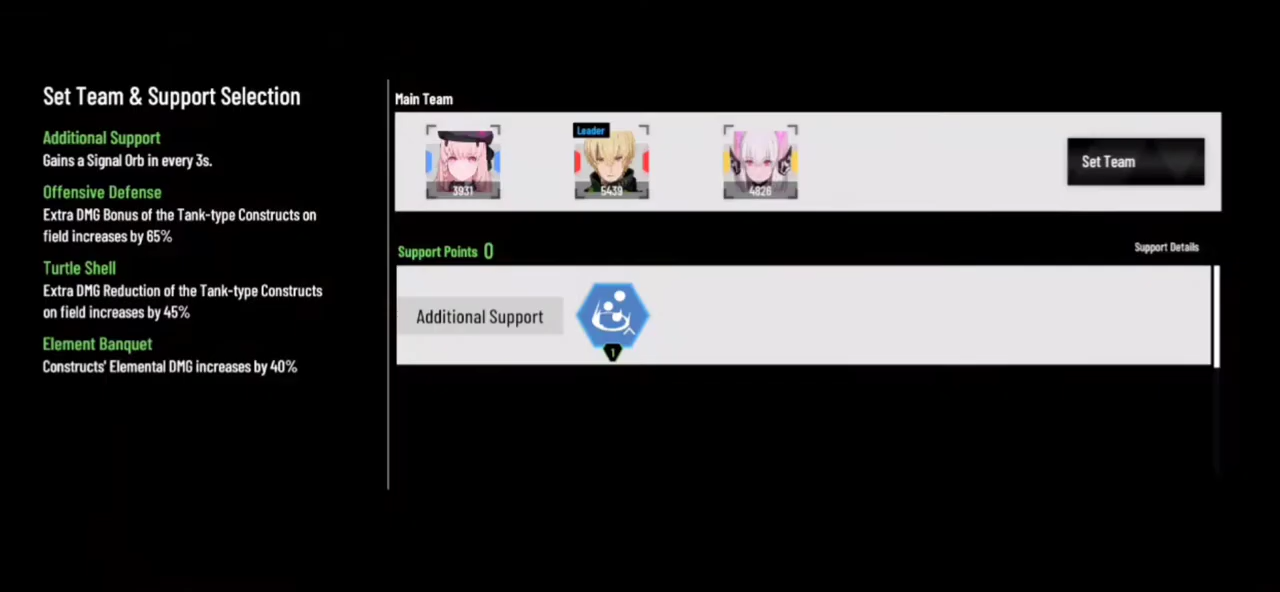 Set Team & Support Selection
Additional Support
Gains a Signal Orb in every 3s.
Offensive Defense
Extra DMG Bonus of the Tank-type Constructs on
field increases by 65%
Turtle Shell
Extra DMG Reduction of the Tank-type Constructs
on field increases by 45%
Element Banquet
Constructs' Elemental DMG increases by 40%
Main Team
Leader
3931
5439
4826
Set Team
Support Points 0
Support Details
Additional Support
1